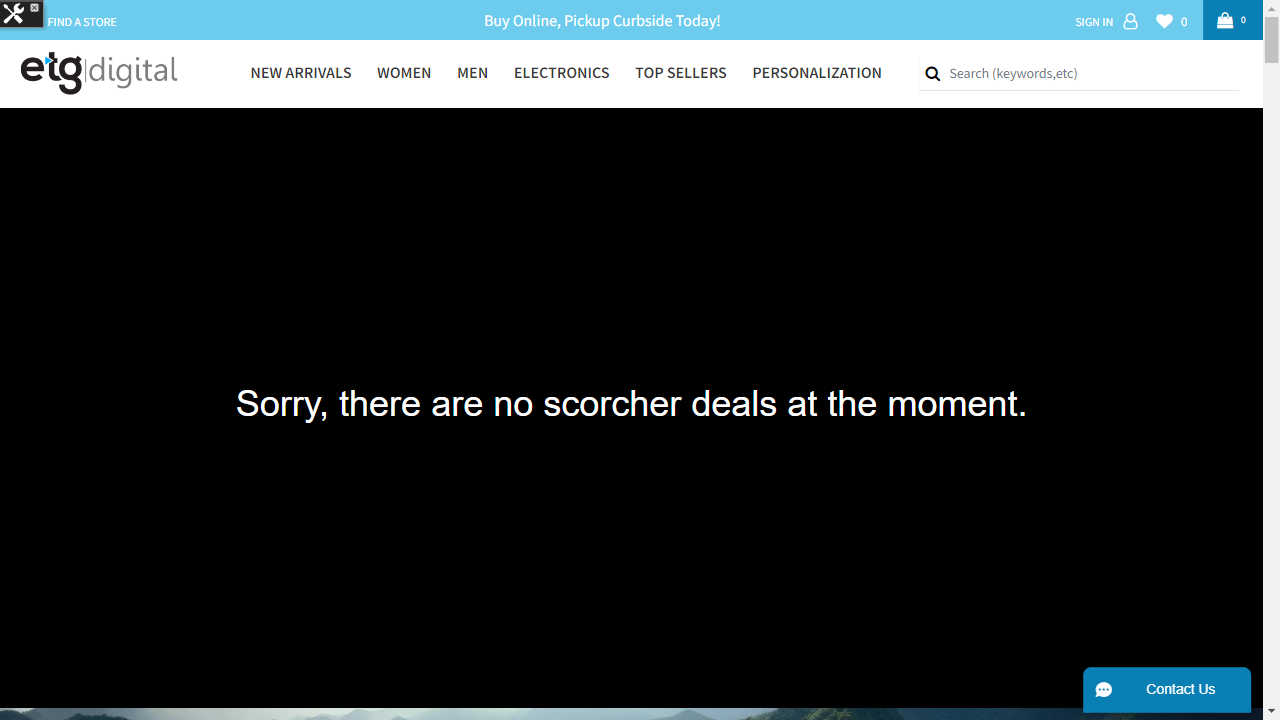 FIND A STORE
Buy Online, Pickup Curbside Today!
SIGN IN
0
0
etg|digital
NEW ARRIVALS
WOMEN
MEN
ELECTRONICS
TOP SELLERS
PERSONALIZATION
Search (keywords,etc)
Sorry, there are no scorcher deals at the moment.
Contact Us